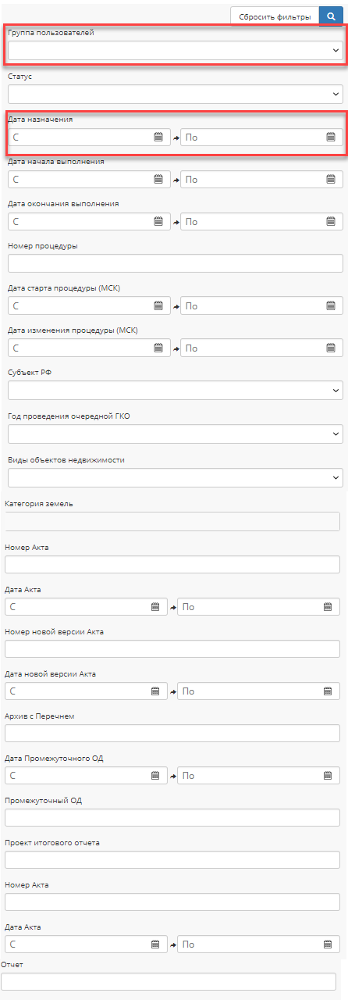 Сбросить фильтры
Группа пользователей
Статус
Дата назначения
С По
Дата начала выполнения
С По
Дата окончания выполнения
С По
Номер процедуры
Дата старта процедуры (МСК)
С По
Дата изменения процедуры (МСК)
С По
Субъект РФ
Год проведения очередной ГКО
Виды объектов недвижимости
Категория земель
Номер Акта
Дата Акта
С По
Номер новой версии Акта
Дата новой версии Акта
С По
Архив с Перечнем
Дата Промежуточного ОД
С По
Промежуточный ОД
Проект итогового отчета
Номер Акта
Дата Акта
С По
Отчет